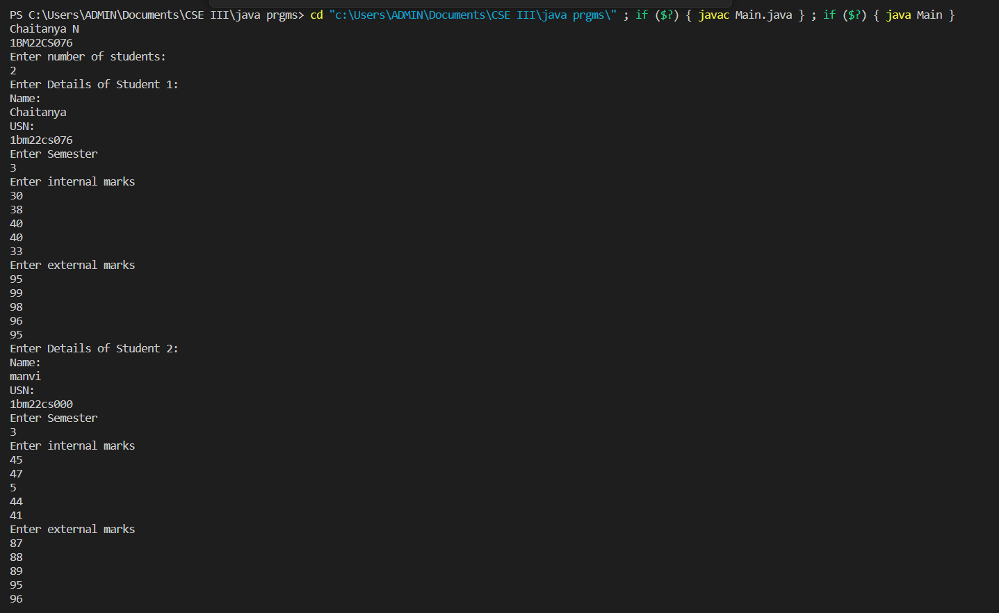 PS C:\Users\ADMIN\Documents\CSE III\java prgms> cd "c:\Users\ADMIN\Documents\CSE III\java prgms\" ; if ($?) { javac Main.java } ; if ($?) { java Main }
Chaitanya N
1BM22CS076
Enter number of students:
2
Enter Details of Student 1:
Name:
Chaitanya
USN:
1bm22cs076
Enter Semester
3
Enter internal marks
30
38
40
40
33
Enter external marks
95
99
98
96
95
Enter Details of Student 2:
Name:
manvi
USN:
1bm22cs000
Enter Semester
3
Enter internal marks
45
47
5
44
41
Enter external marks
87
88
89
95
96